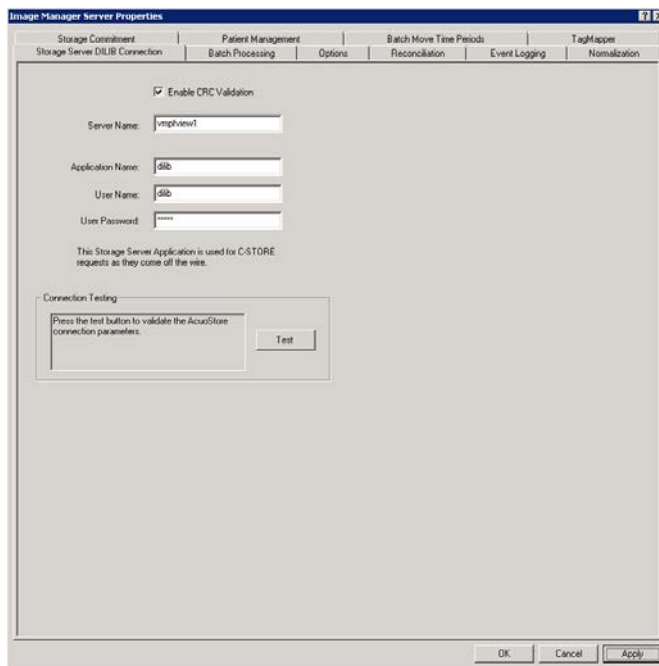 Image Manager Server Properties
Storage Commitment Patient Management Batch Move Time Periods TagMapper
Storage Server DILIB Connection Batch Processing Options Reconciliation Event Logging Normalization
Enable CRC Validation
Server Name: vmplview1
Application Name: dilib
User Name: dilib
User Password: *****
This Storage Server Application is used for C-STORE
requests as they come off the wire.
Connection Testing
Press the test button to validate the AcuoStore
connection parameters.
Test
OK Cancel Apply